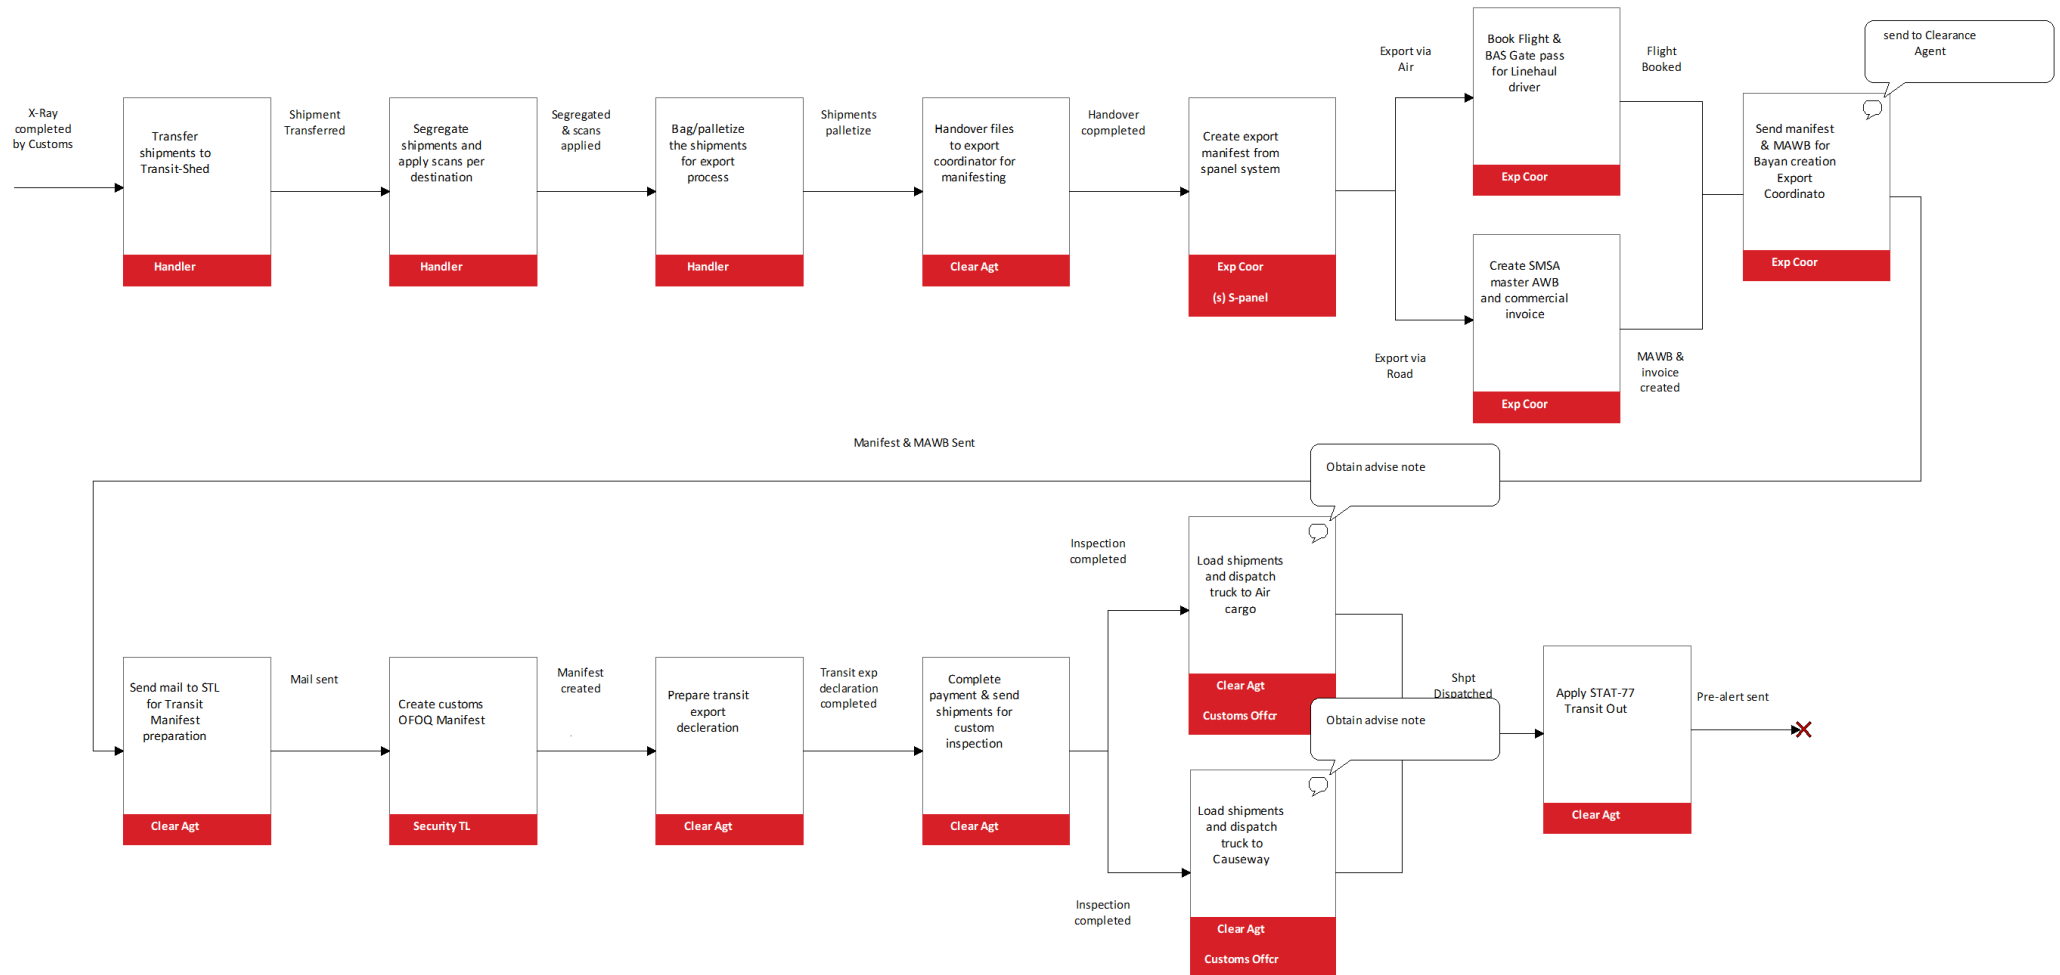 X-Ray
completed
by Customs
Transfer
shipments to
Transit-Shed
Handler
Shipment
Transferred
Segregate
shipments and
apply scans per
destination
Handler
Segregated
& scans
applied
Bag/palletize
the shipments
for export
process
Handler
Shipments
palletize
Handover files
to export
coordinator for
manifesting
Clear Agt
Handover
copmpleted
Create export
manifest from
spanel system
Exp Coor
(s) S-panel
Export via
Air
Book Flight &
BAS Gate pass
for Linehaul
driver
Exp Coor
Flight
Booked
Export via
Road
Create SMSA
master AWB
and commercial
invoice
Exp Coor
MAWB &
invoice
created
send to Clearance
Agent
Send manifest
& MAWB for
Bayan creation
Export
Coordinato
Exp Coor
Manifest & MAWB Sent
Send mail to STL
for Transit
Manifest
preparation
Clear Agt
Mail sent
Create customs
OFOQ Manifest
Security TL
Manifest
created
Prepare transit
export
decleration
Clear Agt
Transit exp
declaration
completed
Complete
payment & send
shipments for
custom
inspection
Clear Agt
Inspection
completed
Obtain advise note
Load shipments
and dispatch
truck to Air
cargo
Clear Agt
Customs Offcr
Inspection
completed
Obtain advise note
Load shipments
and dispatch
truck to
Causeway
Clear Agt
Customs Offcr
Shpt
Dispatched
Apply STAT-77
Transit Out
Clear Agt
Pre-alert sent